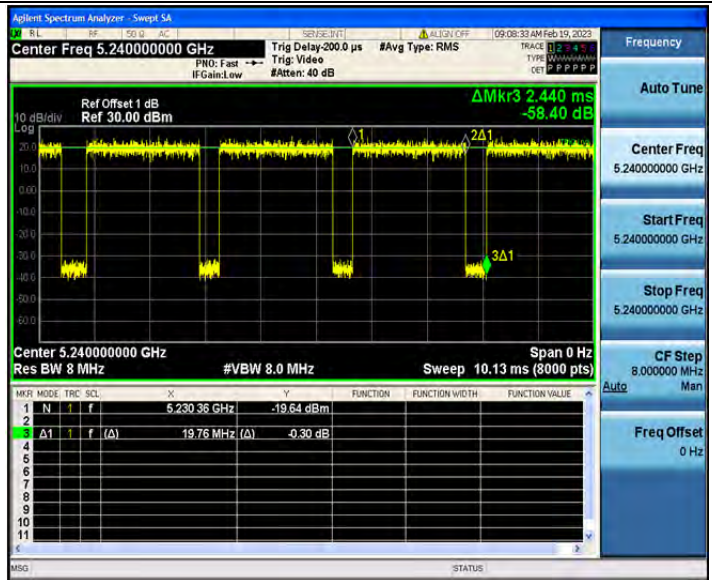 Agilent Spectrum Analyzer - Swept SA
RL RF 50 Ω AC SENSE:INT ALIGN OFF 09:08:33 AM Feb 19, 2023
Center Freq 5.240000000 GHz
PNO: Fast
IFGain:Low
Trig Delay-200.0 µs
Trig: Video
#Atten: 40 dB
#Avg Type: RMS
TRACE 1 2 3 4 5 6
TYPE
DET P P P P P P
Frequency
ΔMkr3 2.440 ms
-58.40 dB
Ref Offset 1 dB
10 dB/div Ref 30.00 dBm
Log
1
2Δ1
3Δ1
20.0
10.0
0.00
-10.0
-20.0
-30.0
-40.0
-50.0
-60.0
Center 5.240000000 GHz Span 0 Hz
Res BW 8 MHz #VBW 8.0 MHz Sweep 10.13 ms (8000 pts)
MKR MODE TRC SCL X Y FUNCTION FUNCTION WIDTH FUNCTION VALUE
1 N 1 f 5.230 36 GHz -19.64 dBm
2
3 Δ1 1 f (Δ) 19.76 MHz (Δ) -0.30 dB
4
5
6
7
8
9
10
11
MSG STATUS
Auto Tune
Center Freq
5.240000000 GHz
Start Freq
5.240000000 GHz
Stop Freq
5.240000000 GHz
CF Step
8.000000 MHz
Auto Man
Freq Offset
0 Hz